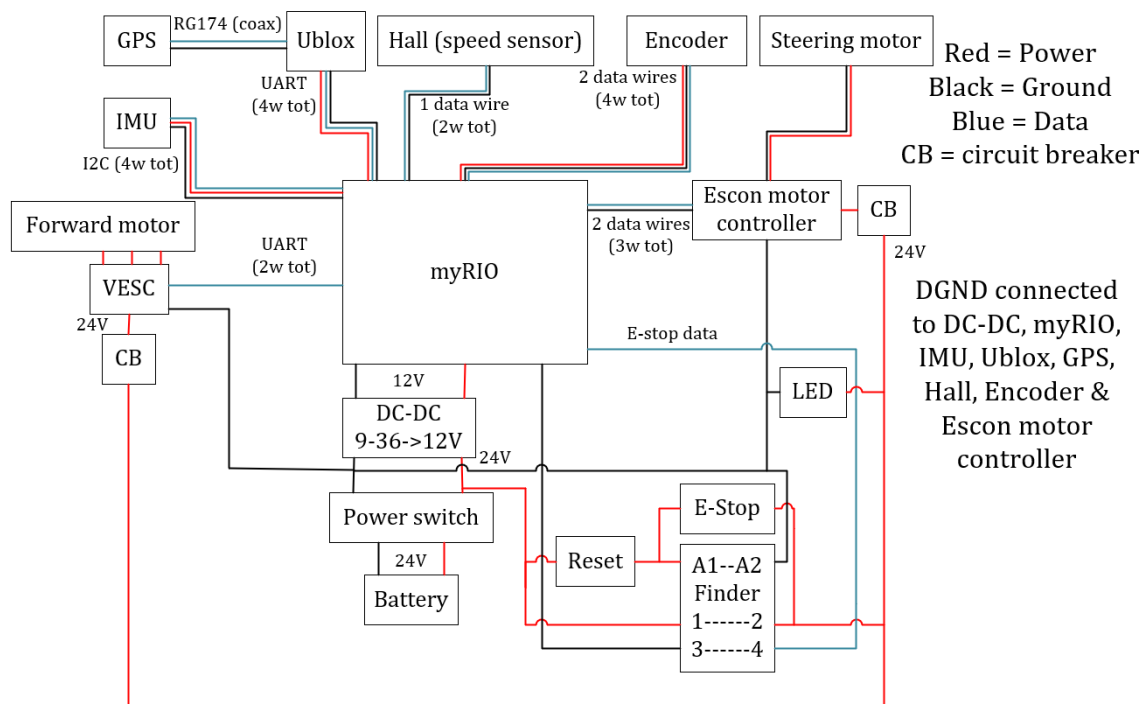 GPS
RG174 (coax)
Ublox
Hall (speed sensor)
Encoder
Steering motor
Red = Power
Black = Ground
Blue = Data
CB = circuit breaker
UART
(4w tot)
1 data wire
(2w tot)
2 data wires
(4w tot)
IMU
I2C (4w tot)
Forward motor
VESC
24V
CB
UART
(2w tot)
myRIO
2 data wires
(3w tot)
Escon motor
controller
CB
24V
DGND connected
to DC-DC, myRIO,
IMU, Ublox, GPS,
Hall, Encoder &
Escon motor
controller
E-stop data
LED
12V
DC-DC
9-36->12V
24V
Power switch
24V
Battery
Reset
E-Stop
A1--A2
Finder
1------2
3------4